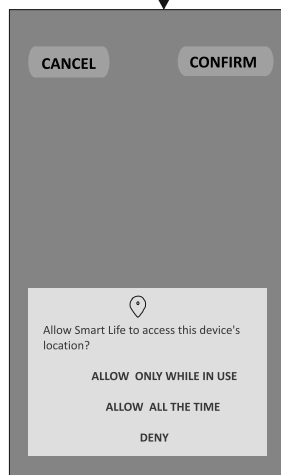 CANCEL
CONFIRM
Allow Smart Life to access this device's
location?
ALLOW ONLY WHILE IN USE
ALLOW ALL THE TIME
DENY